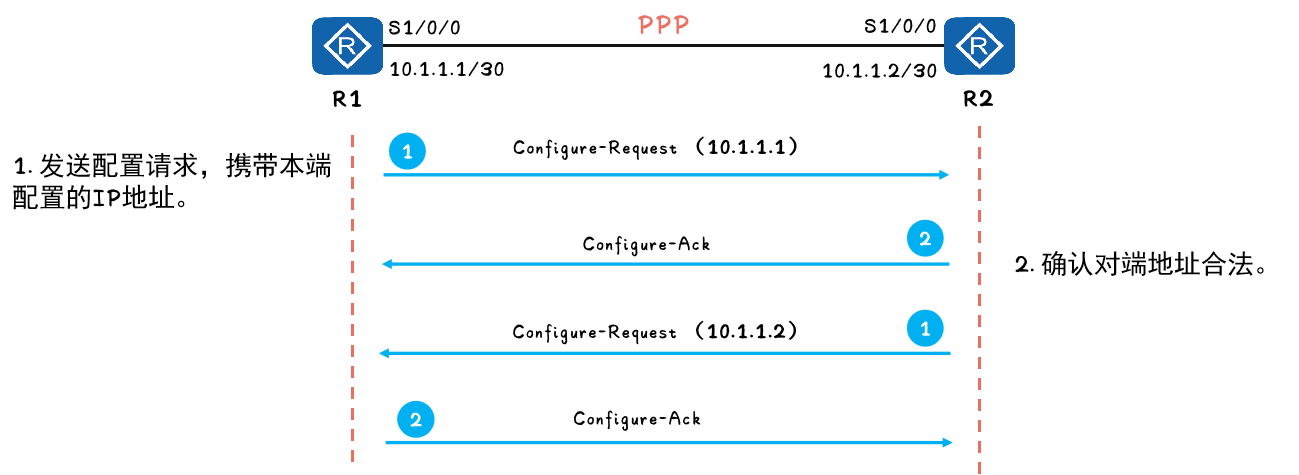 S1/0/0
PPP
S1/0/0
R
R
10.1.1.1/30
10.1.1.2/30
R1
R2
1
Configure-Request （10.1.1.1）
1. 发送配置请求，携带本端
配置的IP地址。
2
Configure-Ack
2. 确认对端地址合法。
1
Configure-Request （10.1.1.2）
2
Configure-Ack